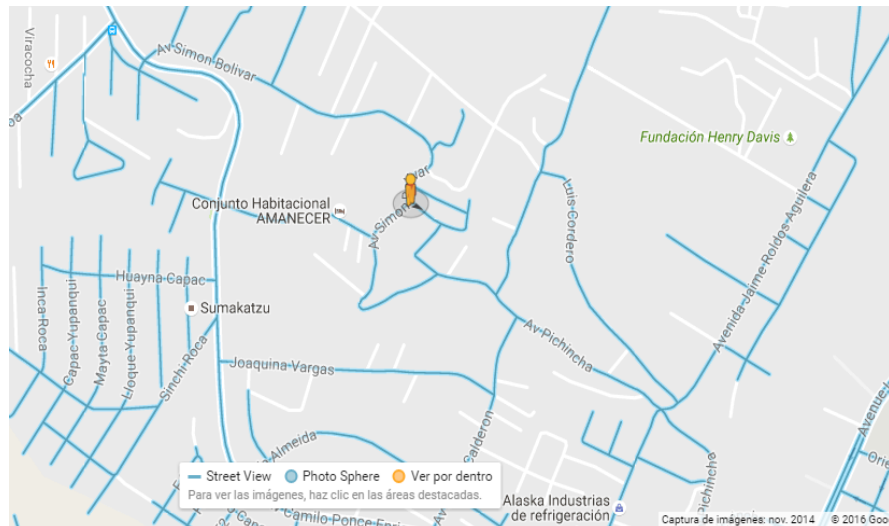 Viracocha
Av Simon Bolivar
Fundación Henry Davis
Conjunto Habitacional
AMANECER
Av Simon
Luis Cordero
Avenida Jaime Roldos Aguilera
Huayna Capac
Inca Roca
Capac Yupanqui
Mayta Capac
Lloque Yupanqui
Sinchi Roca
Sumakatzu
Av Pichincha
Joaquina Vargas
Calderon
Almeida
Pichincha
Street View
Photo Sphere
Ver por dentro
Para ver las imágenes, haz clic en las áreas destacadas.
Camilo Ponce Enri
Alaska Industrias
de refrigeración
Captura de imágenes: nov. 2014
© 2016 Goo